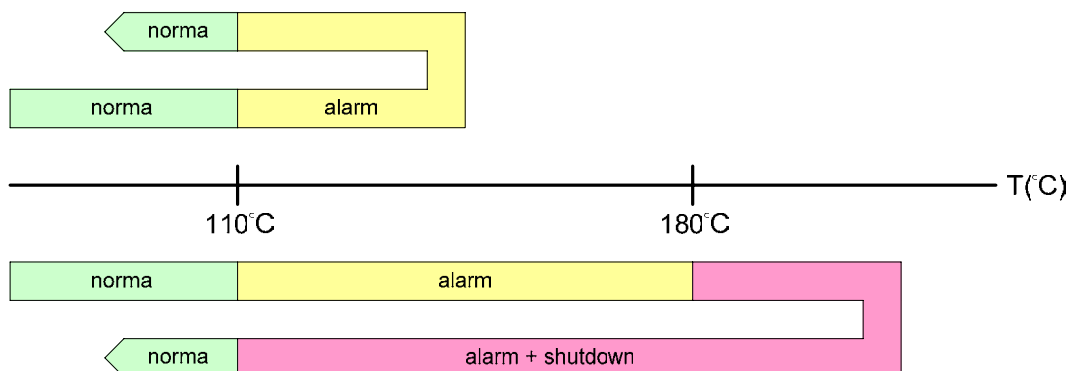 norma
norma alarm
T(°C)
110°C 180°C
norma alarm
norma alarm + shutdown